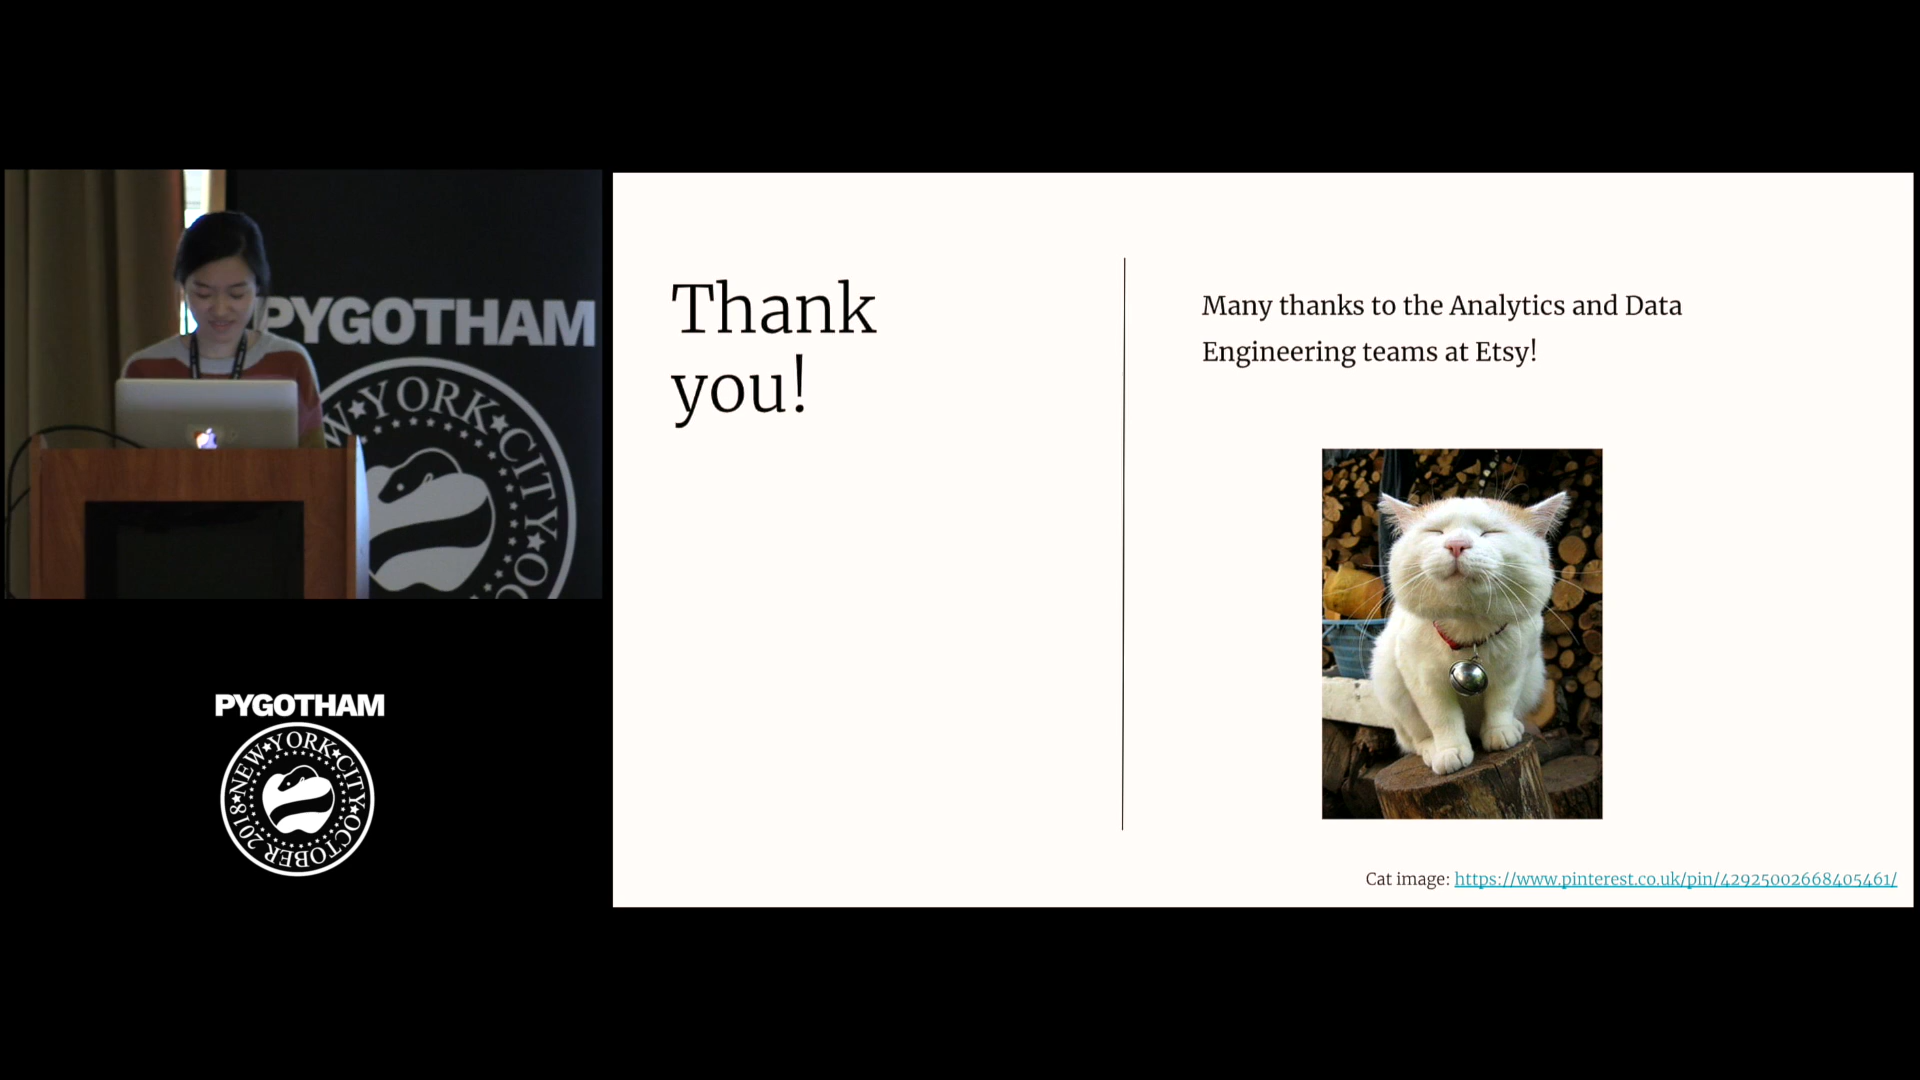 PYGOTHAM
W★YORK★CITY★OC
PYGOTHAM
NEW★YORK★CITY★OCTOBER 2018★
Thank
you!
Many thanks to the Analytics and Data
Engineering teams at Etsy!
Cat image: https://www.pinterest.co.uk/pin/42925002668405461/